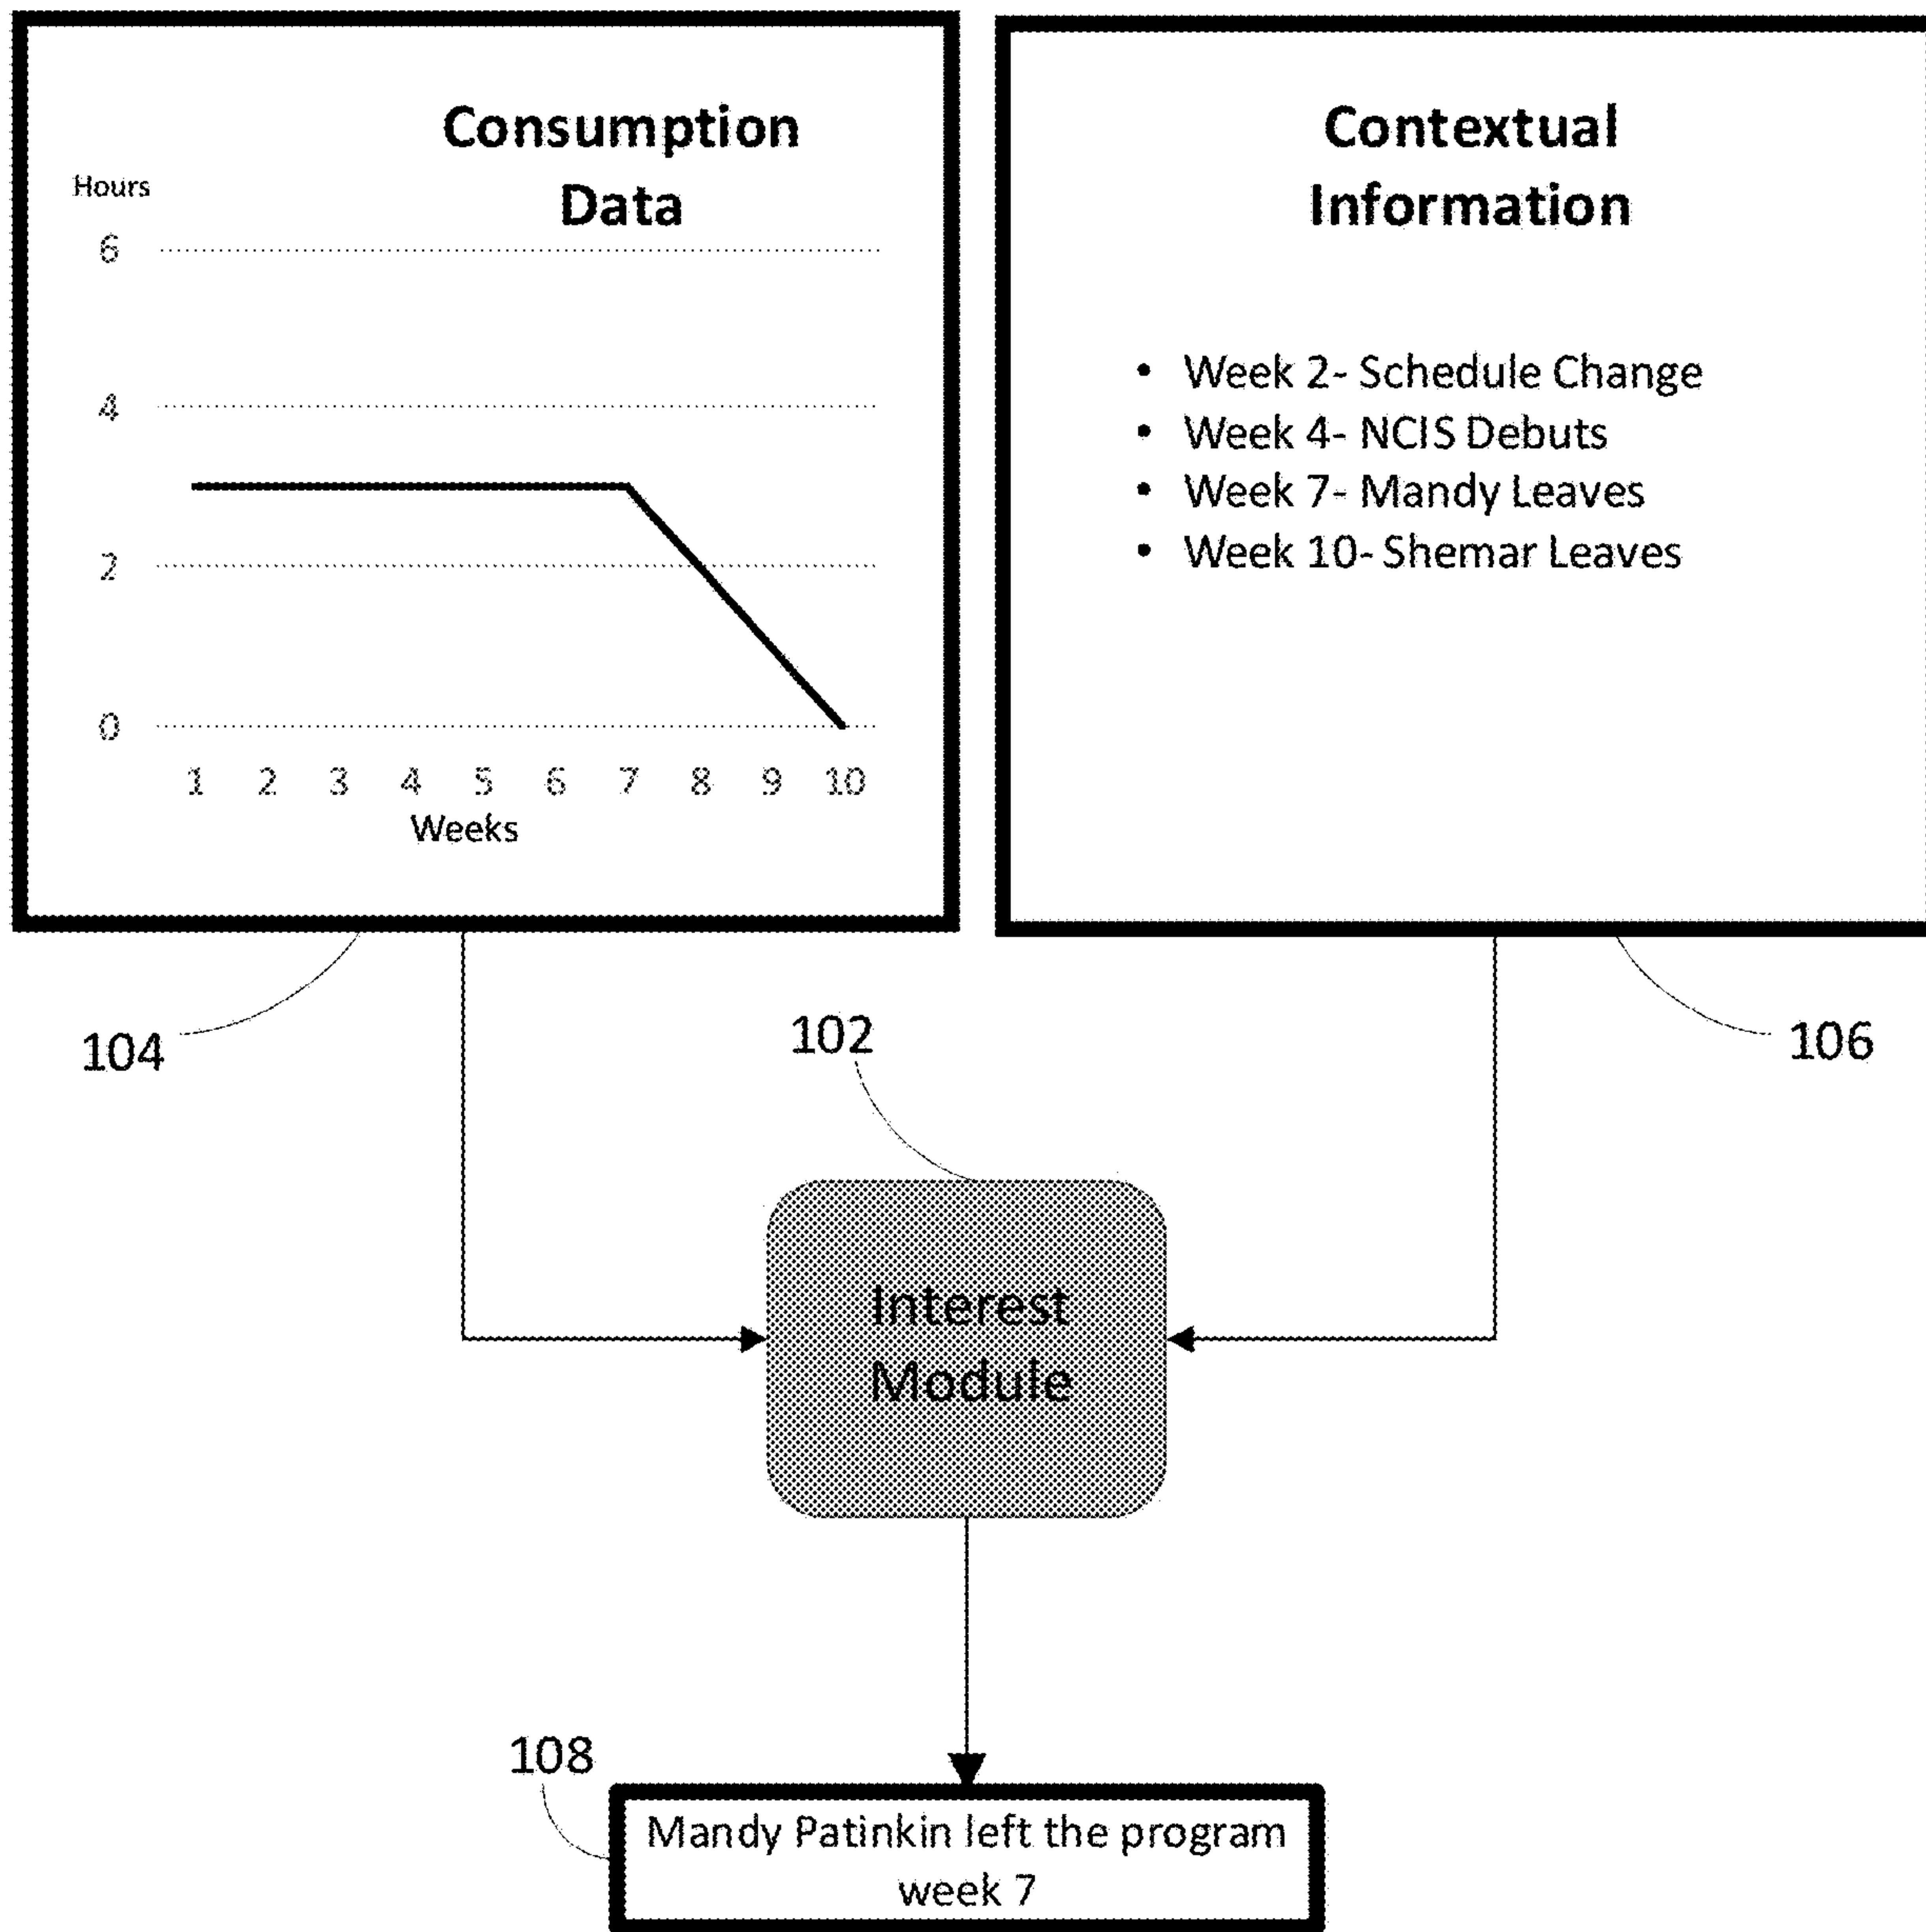 Consumption
Data
Hours
6
4
2
0
1 2 3 4 5 6 7 8 9 10
Weeks
Contextual
Information
• Week 2- Schedule Change
• Week 4- NCIS Debuts
• Week 7- Mandy Leaves
• Week 10- Shemar Leaves
104
102
106
Interest
Module
108
Mandy Patinkin left the program
week 7